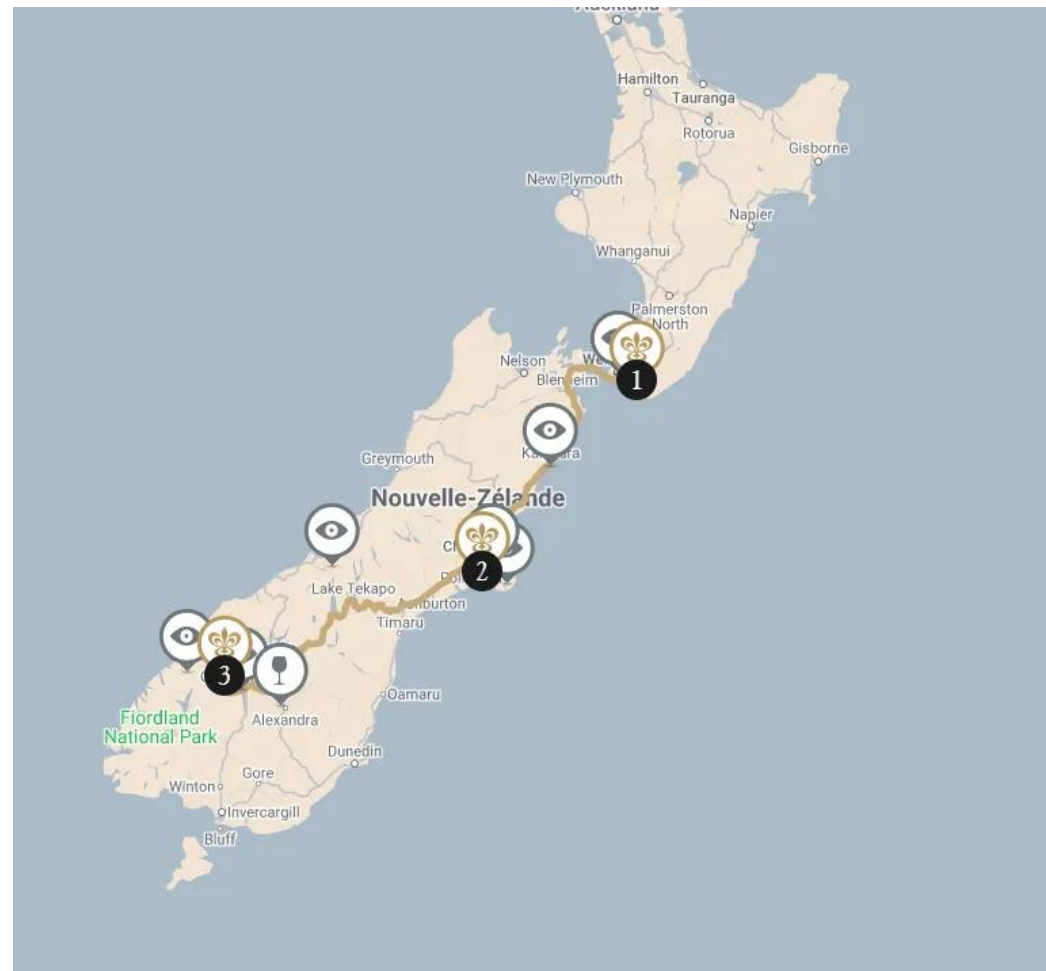 Hamilton
Tauranga
Rotorua
Gisborne
New Plymouth
Napier
Whanganui
Palmerston
North
Nelson
1
Greymouth
Nouvelle-Zélande
2
Lake Tekapo
Timaru
3
Oamaru
Alexandra
Fiordland
National Park
Dunedin
Gore
Winton
Invercargill
Bluff